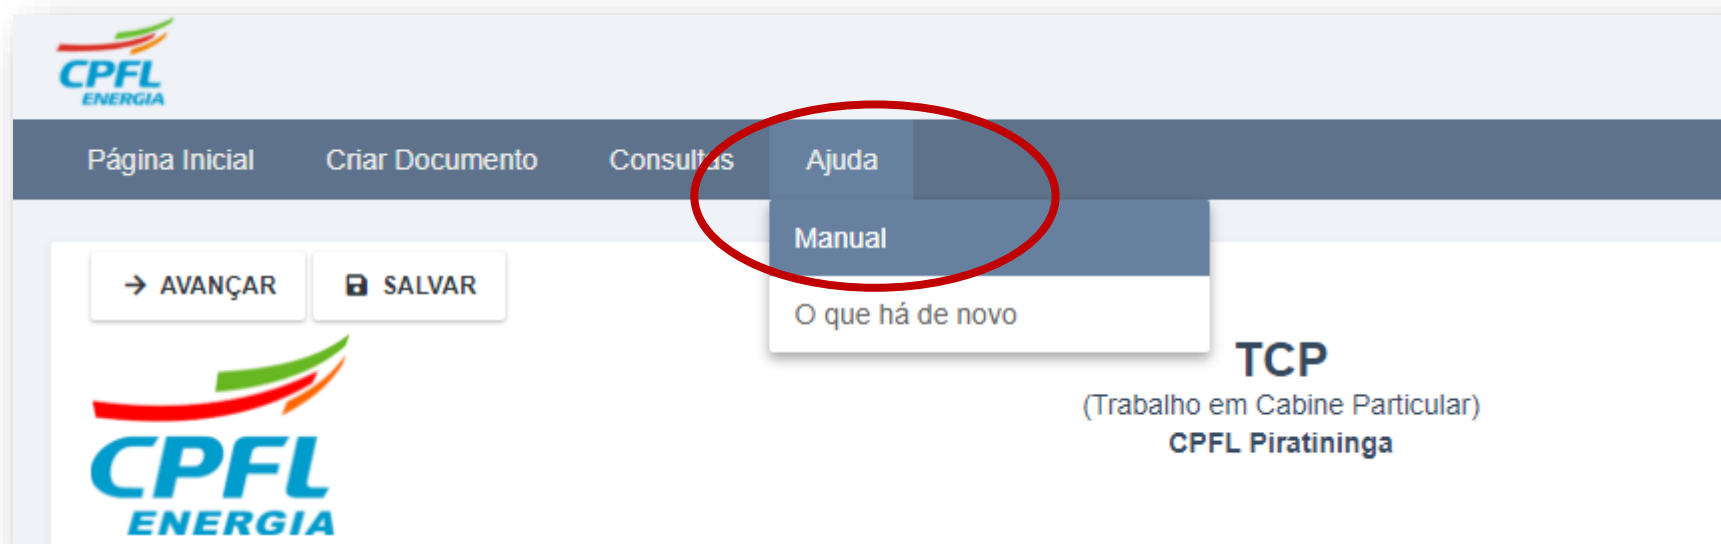 CPFL
ENERGIA
Página Inicial Criar Documento Consultas Ajuda
Manual
O que há de novo
→ AVANÇAR SALVAR
CPFL
ENERGIA
TCP
(Trabalho em Cabine Particular)
CPFL Piratininga